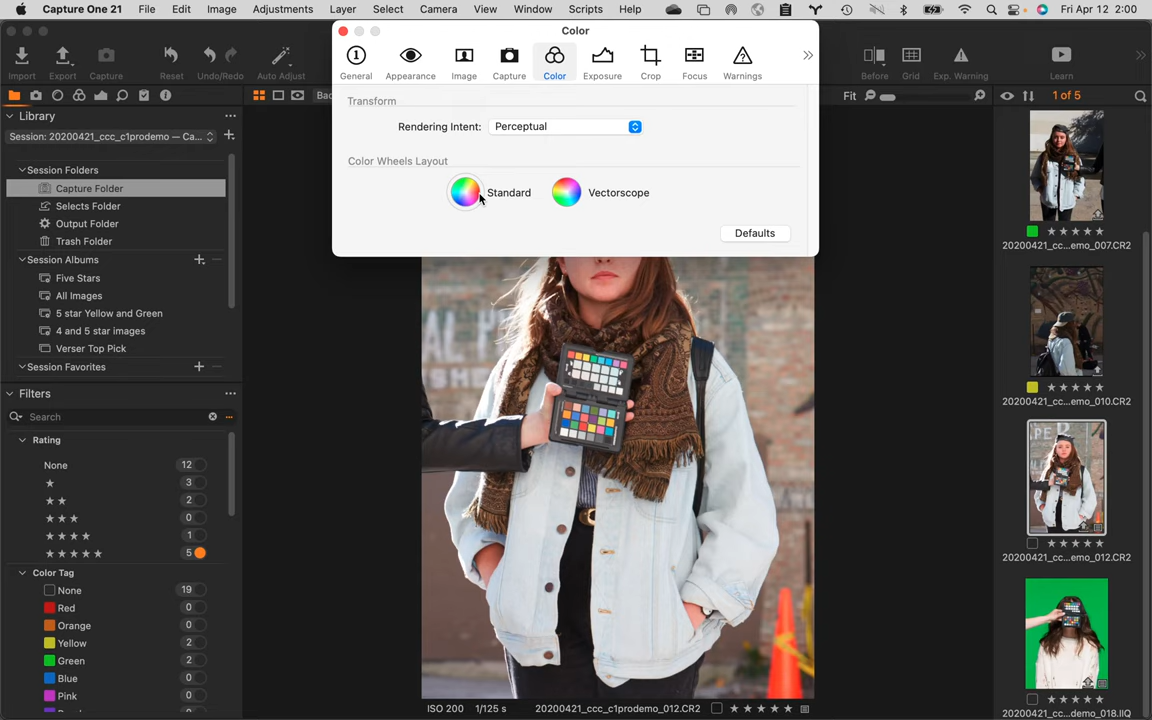 Capture One 21 File Edit Image Adjustments Layer Select Camera View Window Scripts Help Fri Apr 12 2:00
Color
Import Export Capture Reset Undo/Redo Auto Adjust
General Appearance Image Capture Color Exposure Crop Focus Warnings
Before Grid Exp. Warning Learn
Fit
1 of 5
Library
Session: 20200421_ccc_c1prodemo — Ca...
Session Folders
Capture Folder
Selects Folder
Output Folder
Trash Folder
Session Albums
Five Stars
All Images
5 star Yellow and Green
4 and 5 star images
Verser Top Pick
Session Favorites
Filters
Search
Rating
None 12
★ 3
★ ★ 2
★ ★ ★ 0
★ ★ ★ ★ 1
★ ★ ★ ★ ★ 5
Color Tag
None 19
Red 0
Orange 0
Yellow 2
Green 2
Blue 0
Pink 0
Transform
Rendering Intent: Perceptual
Color Wheels Layout
Standard Vectorscope
Defaults
ISO 200 1/125 s 20200421_ccc_c1prodemo_012.CR2
20200421_cc...emo_007.CR2
20200421_cc...emo_010.CR2
20200421_cc...emo_012.CR2
20200421_cc...demo_018.IIQ